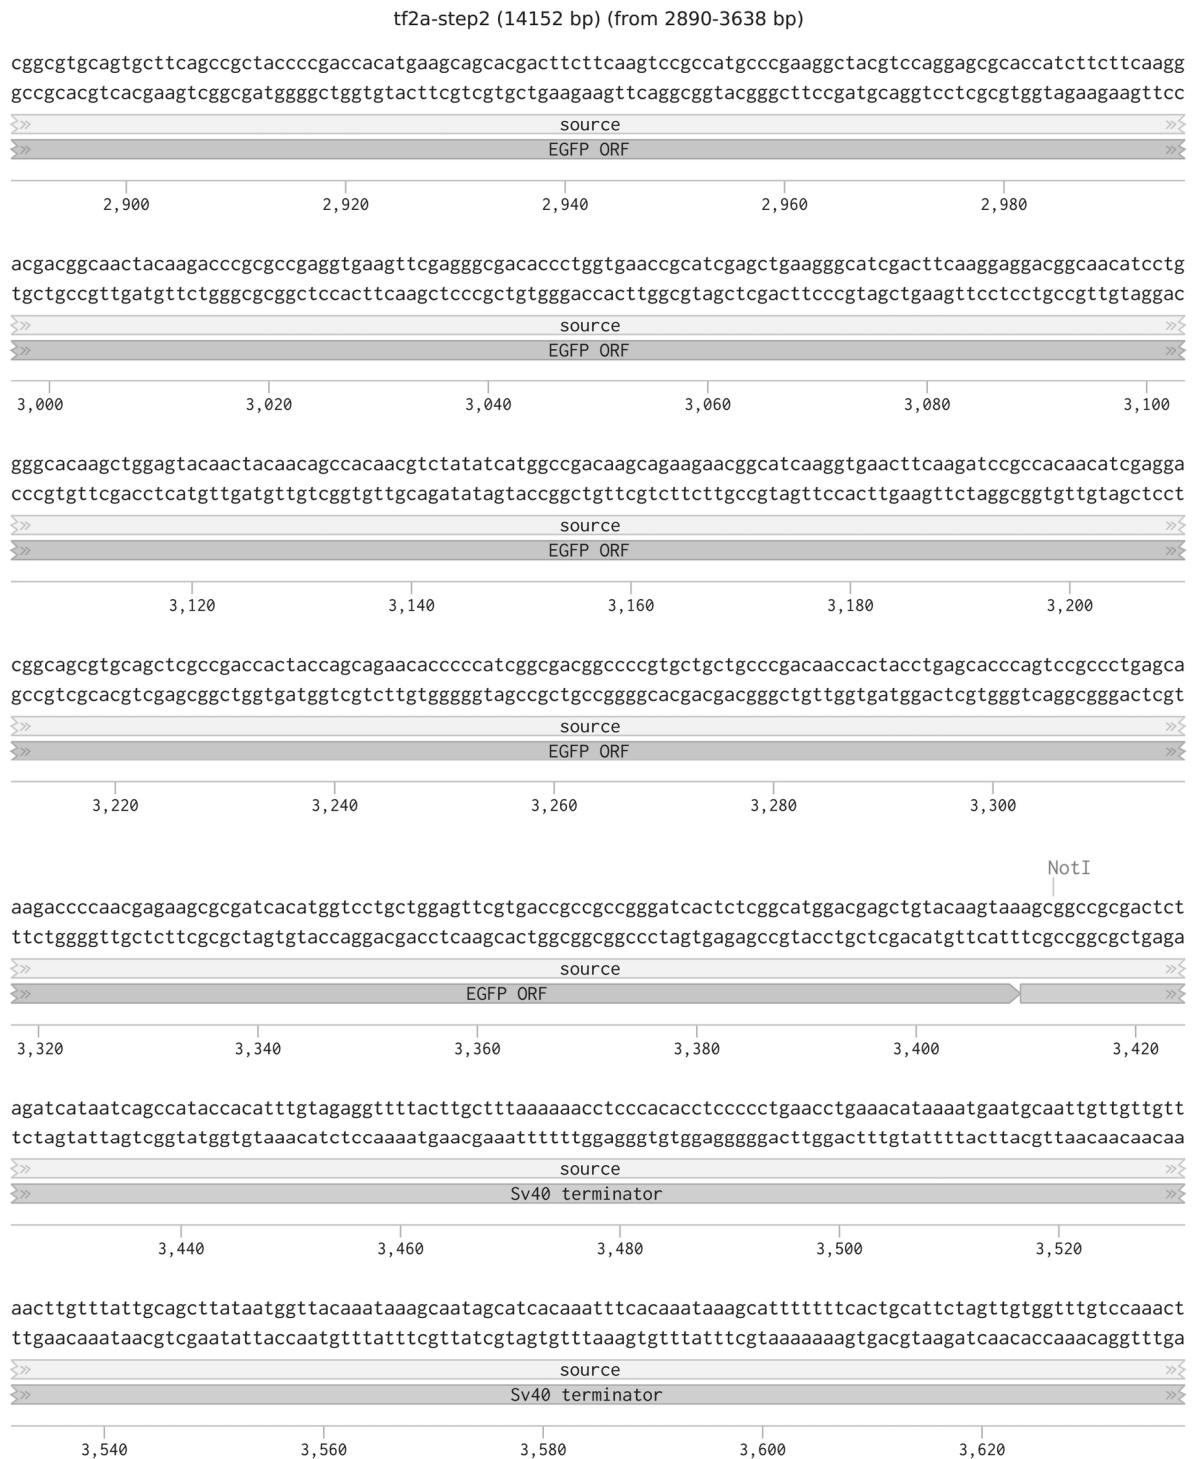 tf2a-step2 (14152 bp) (from 2890-3638 bp)
cggcgtgcagtgcttcagccgctaccccgaccacatgaagcagcacgacttcttcaagtccgccatgcccgaaggctacgtccaggagcgcaccatcttcttcaagg
gccgcacgtcacgaagtcggcgatggggctggtgtacttcgtcgtgctgaagaagttcaggcggtacgggcttccgatgcaggtcctcgcgtggtagaagaagttcc
source
EGFP ORF
2,900 2,920 2,940 2,960 2,980
acgacggcaactacaagacccgcgccgaggtgaagttcgagggcgacaccctggtgaaccgcatcgagctgaagggcatcgacttcaaggaggacggcaacatcctg
tgctgccgttgatgttctgggcgcggctccacttcaagctcccgctgtgggaccacttggcgtagctcgacttcccgtagctgaagttcctcctgccgttgtaggac
source
EGFP ORF
3,000 3,020 3,040 3,060 3,080 3,100
gggcacaagctggagtacaactacaacagccacaacgtctatatcatggccgacaagcagaagaacggcatcaaggtgaacttcaagatccgccacaacatcgagga
cccgtgttcgacctcatgttgatgttgtcggtgttgcagatatagtaccggctgttcgtcttcttgccgtagttccacttgaagttctaggcggtgttgtagctcct
source
EGFP ORF
3,120 3,140 3,160 3,180 3,200
cggcagcgtgcagctcgccgaccactaccagcagaacacccccatcggcgacggccccgtgctgctgcccgacaaccactacctgagcacccagtccgccctgagca
gccgtcgcacgtcgagcggctggtgatggtcgtcttgtgggggtagccgctgccggggcacgacgacgggctgttggtgatggactcgtgggtcaggcgggactcgt
source
EGFP ORF
3,220 3,240 3,260 3,280 3,300
NotI
aagaccccaacgagaagcgcgatcacatggtcctgctggagttcgtgaccgccgccgggatcactctcggcatggacgagctgtacaagtaaagcggccgcgactct
ttctggggttgctcttcgcgctagtgtaccaggacgacctcaagcactggcggcggccctagtgagagccgtacctgctcgacatgttcatttcgccggcgctgaga
source
EGFP ORF
3,320 3,340 3,360 3,380 3,400 3,420
agatcataatcagccataccacatttgtagaggttttacttgctttaaaaaacctcccacacctccccctgaacctgaaacataaaatgaatgcaattgttgttgtt
tctagtattagtcggtatggtgtaaacatctccaaaatgaacgaaattttttggagggtgtggagggggacttggactttgtattttacttacgttaacaacaacaa
source
Sv40 terminator
3,440 3,460 3,480 3,500 3,520
aacttgtttattgcagcttataatggttacaaataaagcaatagcatcacaaatttcacaaataaagcatttttttcactgcattctagttgtggtttgtccaaact
ttgaacaaataacgtcgaatattaccaatgtttatttcgttatcgtagtgtttaaagtgtttatttcgtaaaaaaagtgacgtaagatcaacaccaaacaggtttga
source
Sv40 terminator
3,540 3,560 3,580 3,600 3,620